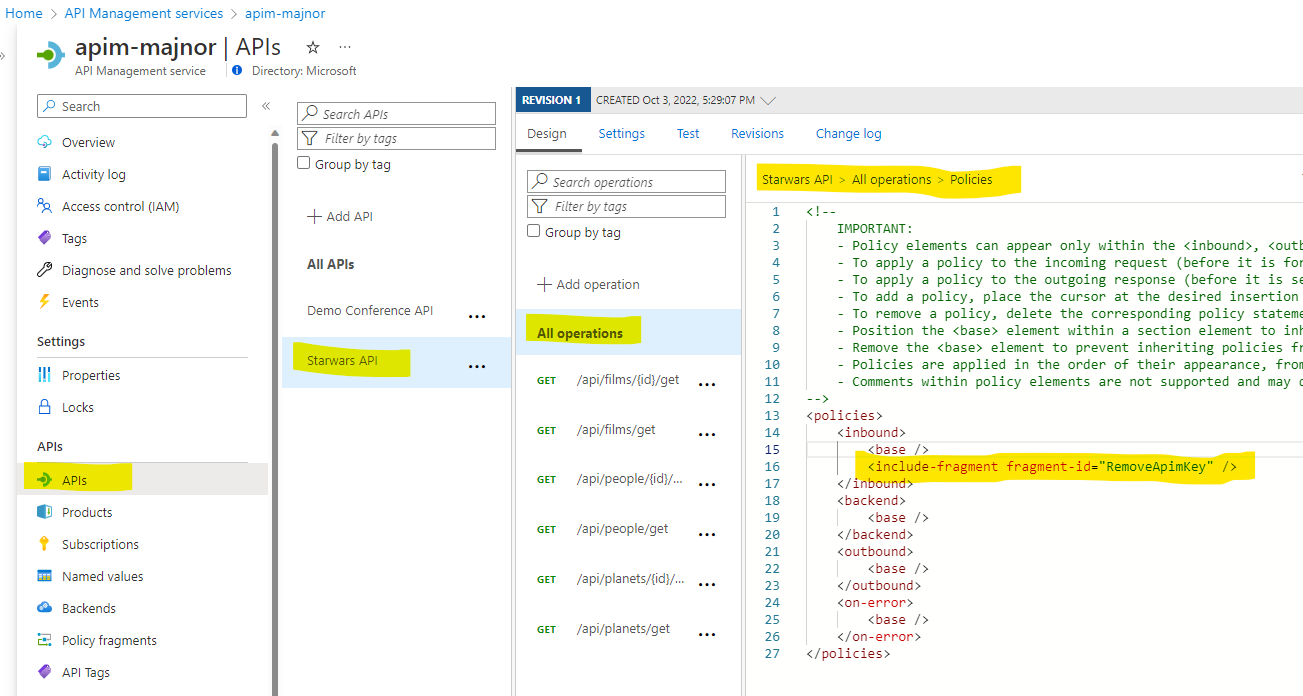 Home > API Management services > apim-majnor
apim-majnor | APIs ☆ ...
API Management service
Directory: Microsoft
Search
«
Overview
Activity log
Access control (IAM)
Tags
Diagnose and solve problems
Events
Settings
Properties
Locks
APIs
APIs
Products
Subscriptions
Named values
Backends
Policy fragments
API Tags
Search APIs
Filter by tags
Group by tag
+ Add API
All APIs
Demo Conference API ...
Starwars API ...
REVISION 1 CREATED Oct 3, 2022, 5:29:07 PM
Design Settings Test Revisions Change log
Search operations
Filter by tags
Group by tag
+ Add operation
All operations
GET /api/films/{id}/get ...
GET /api/films/get ...
GET /api/people/{id}/... ...
GET /api/people/get ...
GET /api/planets/{id}/... ...
GET /api/planets/get ...
Starwars API > All operations > Policies
1 <!--
2 IMPORTANT:
3 - Policy elements can appear only within the <inbound>, <outb
4 - To apply a policy to the incoming request (before it is for
5 - To apply a policy to the outgoing response (before it is se
6 - To add a policy, place the cursor at the desired insertion
7 - To remove a policy, delete the corresponding policy stateme
8 - Position the <base> element within a section element to inh
9 - Remove the <base> element to prevent inheriting policies fr
10 - Policies are applied in the order of their appearance, from
11 - Comments within policy elements are not supported and may d
12 -->
13 <policies>
14 <inbound>
15 <base />
16 <include-fragment fragment-id="RemoveApimKey" />
17 </inbound>
18 <backend>
19 <base />
20 </backend>
21 <outbound>
22 <base />
23 </outbound>
24 <on-error>
25 <base />
26 </on-error>
27 </policies>